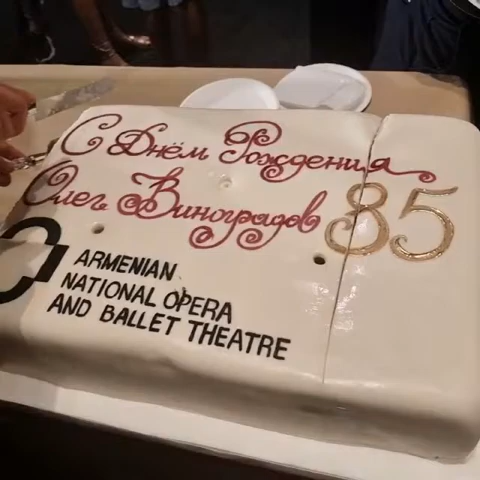 С Днём Рождения
Олег Виноградов 85
ARMENIAN
NATIONAL OPERA
AND BALLET THEATRE